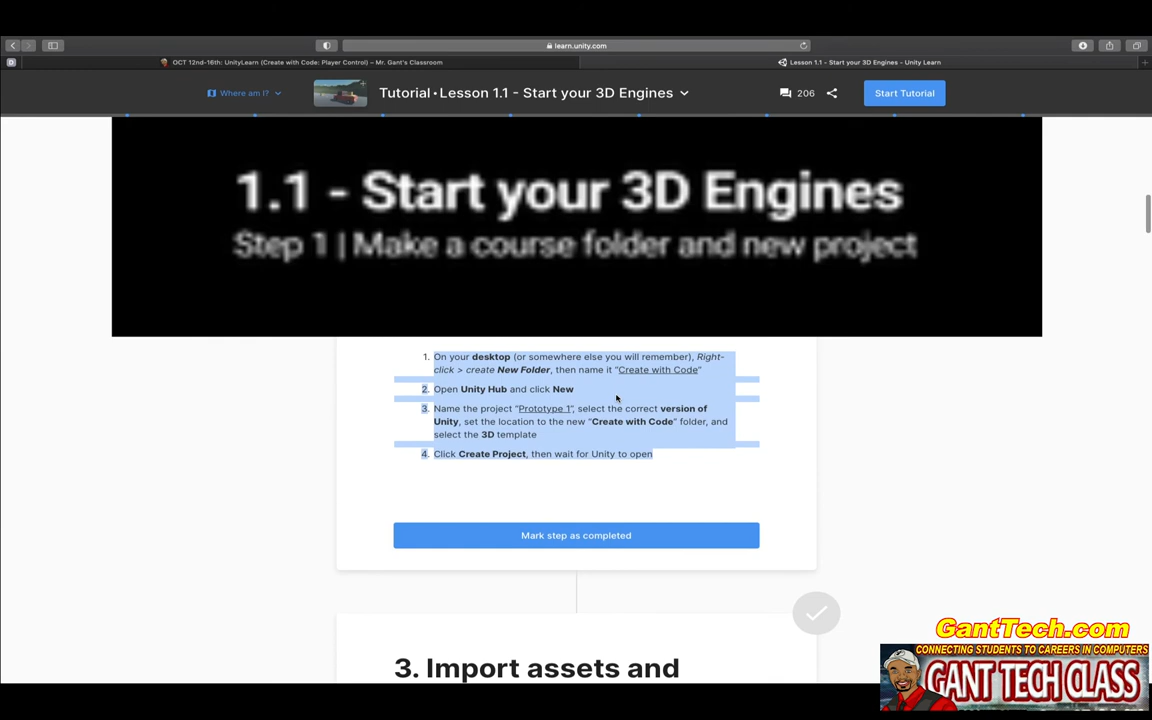 learn.unity.com
OCT 12nd-16th: UnityLearn (Create with Code: Player Control) – Mr. Gant's Classroom
Lesson 1.1 - Start your 3D Engines - Unity Learn
Where am I?
Tutorial • Lesson 1.1 - Start your 3D Engines
206
Start Tutorial
1.1 - Start your 3D Engines
Step 1 | Make a course folder and new project
1. On your desktop (or somewhere else you will remember), Right-
click > create New Folder, then name it "Create with Code"
2. Open Unity Hub and click New
3. Name the project "Prototype 1", select the correct version of
Unity, set the location to the new "Create with Code" folder, and
select the 3D template
4. Click Create Project, then wait for Unity to open
Mark step as completed
3. Import assets and
GantTech.com
CONNECTING STUDENTS TO CAREERS IN COMPUTERS
GANT TECH CLASS